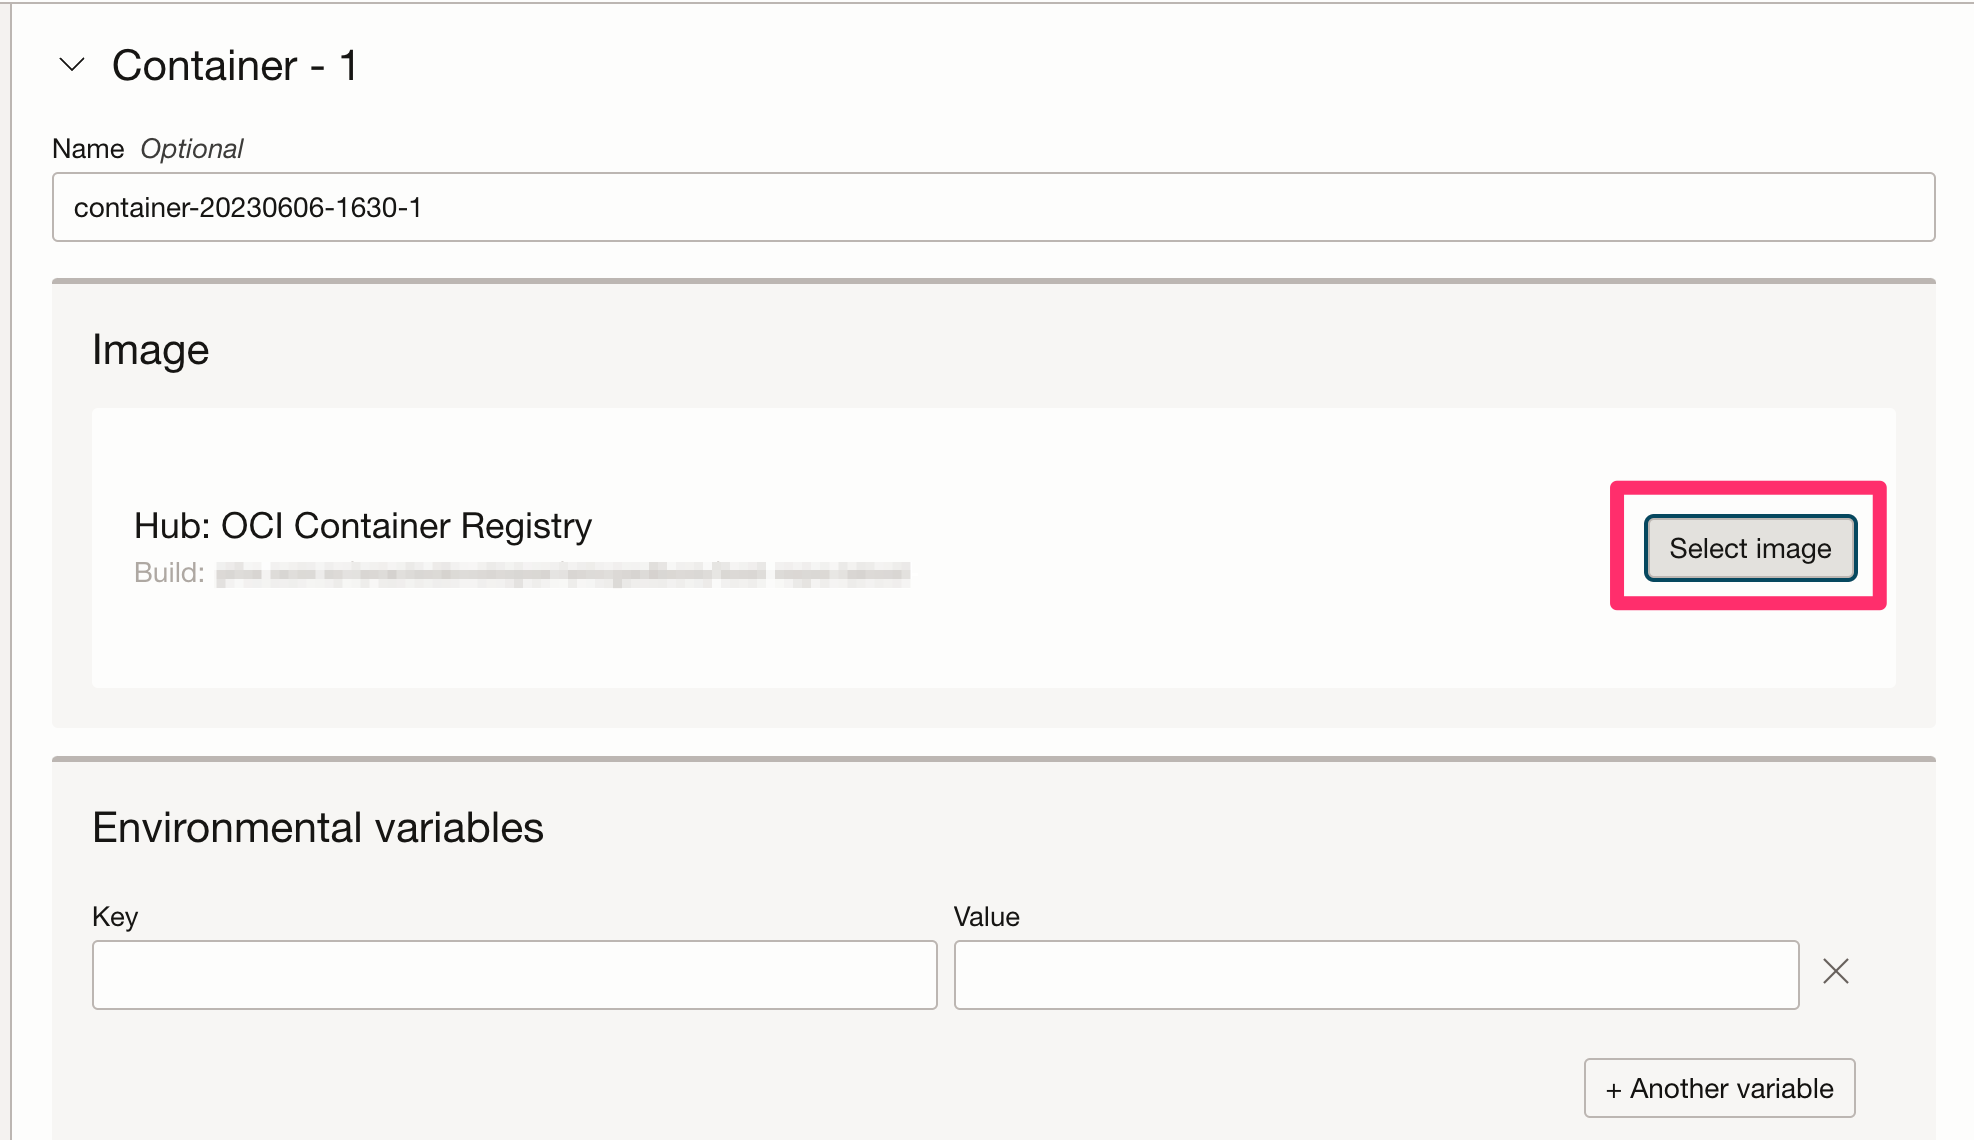 Container - 1
Name Optional
container-20230606-1630-1
Image
Hub: OCI Container Registry
Build:
Select image
Environmental variables
Key Value
+ Another variable